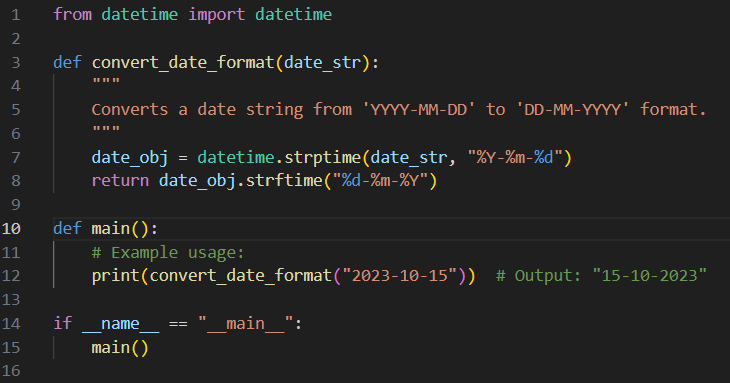 1 from datetime import datetime
2
3 def convert_date_format(date_str):
4     """
5     Converts a date string from 'YYYY-MM-DD' to 'DD-MM-YYYY' format.
6     """
7     date_obj = datetime.strptime(date_str, "%Y-%m-%d")
8     return date_obj.strftime("%d-%m-%Y")
9
10 def main():
11     # Example usage:
12     print(convert_date_format("2023-10-15"))  # Output: "15-10-2023"
13
14 if __name__ == "__main__":
15     main()
16